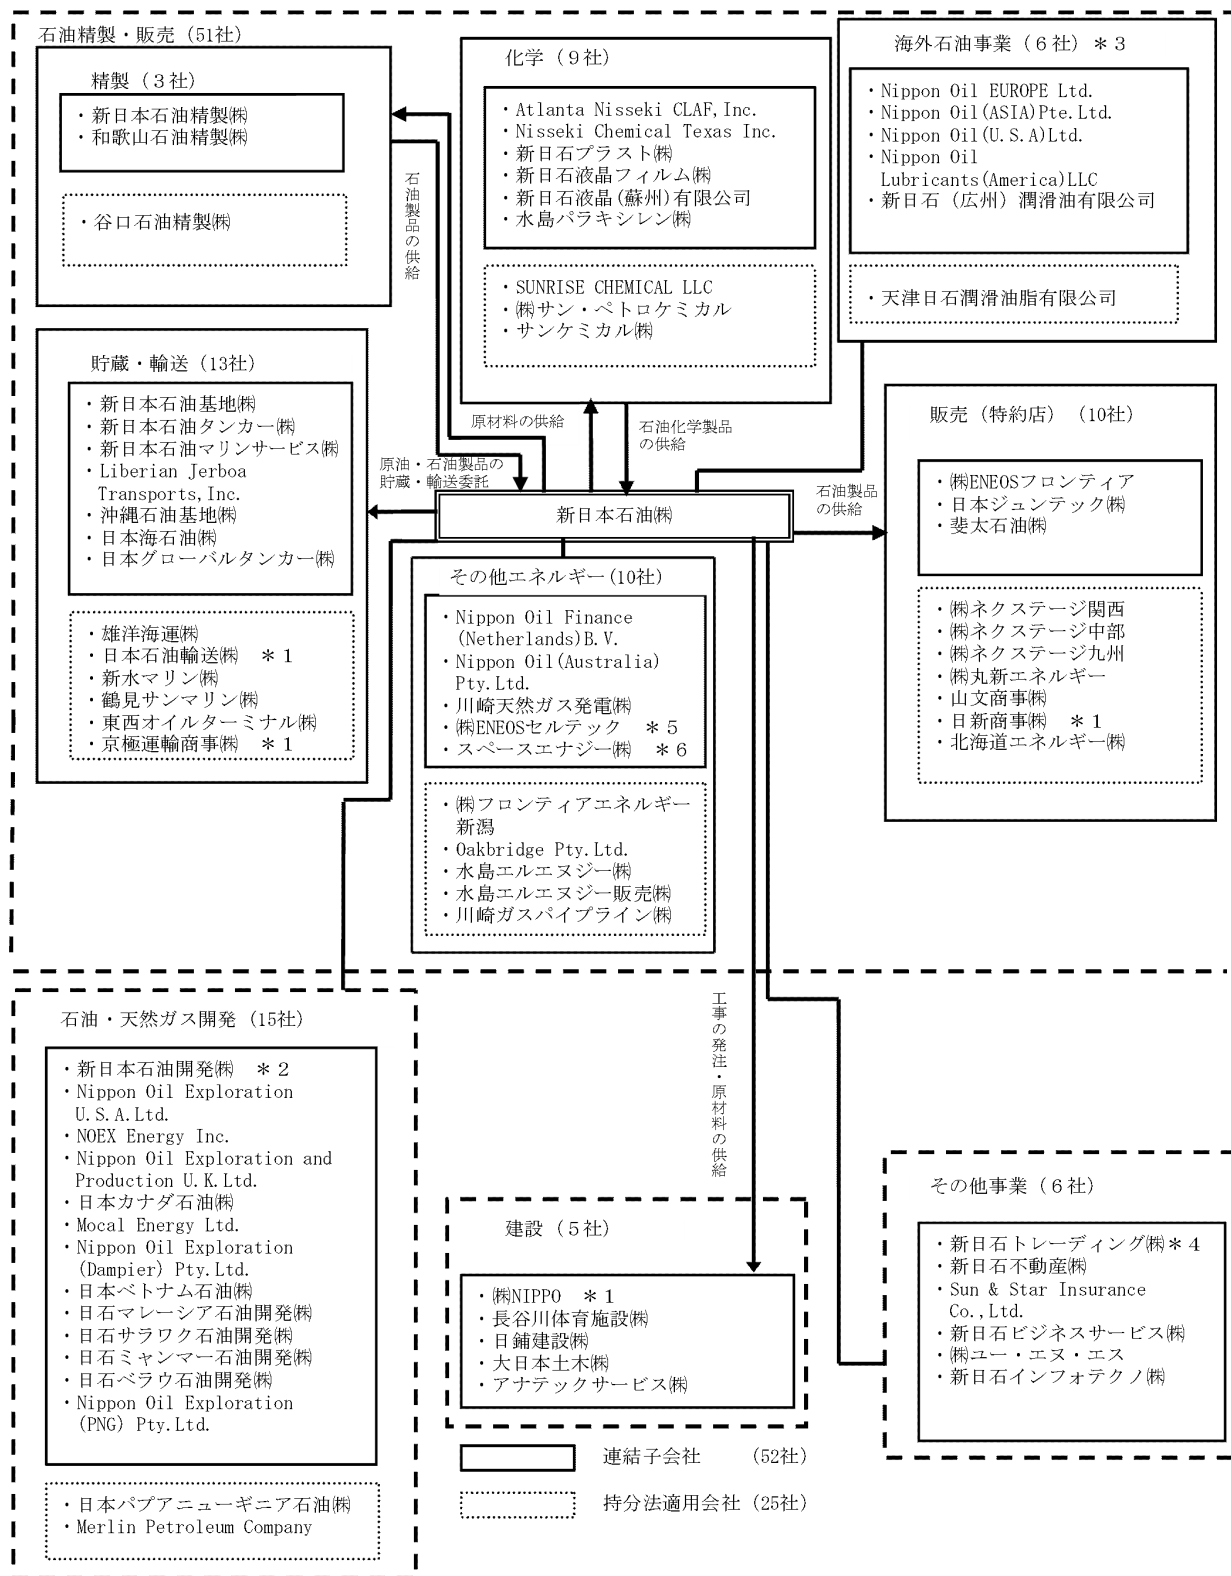 石油精製・販売 (51社)
精製 (３社)
・新日本石油精製㈱
・和歌山石油精製㈱
・谷口石油精製㈱
石油製品の供給
化学 (９社)
・Atlanta Nisseki CLAF,Inc.
・Nisseki Chemical Texas Inc.
・新日石プラスト㈱
・新日石液晶フィルム㈱
・新日石液晶(蘇州)有限公司
・水島パラキシレン㈱
・SUNRISE CHEMICAL LLC
・㈱サン・ペトロケミカル
・サンケミカル㈱
海外石油事業 (６社) ＊３
・Nippon Oil EUROPE Ltd.
・Nippon Oil(ASIA)Pte.Ltd.
・Nippon Oil(U.S.A)Ltd.
・Nippon Oil
Lubricants(America)LLC
・新日石（広州）潤滑油有限公司
・天津日石潤滑油脂有限公司
貯蔵・輸送 (13社)
・新日本石油基地㈱
・新日本石油タンカー㈱
・新日本石油マリンサービス㈱
・Liberian Jerboa
Transports,Inc.
・沖縄石油基地㈱
・日本海石油㈱
・日本グローバルタンカー㈱
・雄洋海運㈱
・日本石油輸送㈱ ＊１
・新水マリン㈱
・鶴見サンマリン㈱
・東西オイルターミナル㈱
・京極運輸商事㈱ ＊１
原材料の供給
石油化学製品
の供給
原油・石油製品の
貯蔵・輸送委託
新日本石油㈱
石油製品
の供給
販売（特約店） (10社)
・㈱ENEOSフロンティア
・日本ジュンテック㈱
・斐太石油㈱
・㈱ネクステージ関西
・㈱ネクステージ中部
・㈱ネクステージ九州
・㈱丸新エネルギー
・山文商事㈱
・日新商事㈱ ＊１
・北海道エネルギー㈱
その他エネルギー(10社)
・Nippon Oil Finance
(Netherlands)B.V.
・Nippon Oil(Australia)
Pty.Ltd.
・川崎天然ガス発電㈱
・㈱ENEOSセルテック ＊５
・スペースエナジー㈱ ＊６
・㈱フロンティアエネルギー
新潟
・Oakbridge Pty.Ltd.
・水島エルエヌジー㈱
・水島エルエヌジー販売㈱
・川崎ガスパイプライン㈱
石油・天然ガス開発 (15社)
・新日本石油開発㈱ ＊２
・Nippon Oil Exploration
U.S.A.Ltd.
・NOEX Energy Inc.
・Nippon Oil Exploration and
Production U.K.Ltd.
・日本カナダ石油㈱
・Mocal Energy Ltd.
・Nippon Oil Exploration
(Dampier) Pty.Ltd.
・日本ベトナム石油㈱
・日石マレーシア石油開発㈱
・日石サラワク石油開発㈱
・日石ミャンマー石油開発㈱
・日石ベラウ石油開発㈱
・Nippon Oil Exploration
(PNG) Pty.Ltd.
・日本パプアニューギニア石油㈱
・Merlin Petroleum Company
工事の発注・原材料の供給
建設 (５社)
・㈱NIPPO ＊１
・長谷川体育施設㈱
・日鋪建設㈱
・大日本土木㈱
・アナテックサービス㈱
その他事業 (６社)
・新日石トレーディング㈱＊４
・新日石不動産㈱
・Sun & Star Insurance
Co.,Ltd.
・新日石ビジネスサービス㈱
・㈱ユー・エヌ・エス
・新日石インフォテクノ㈱
連結子会社 (52社)
持分法適用会社 (25社)